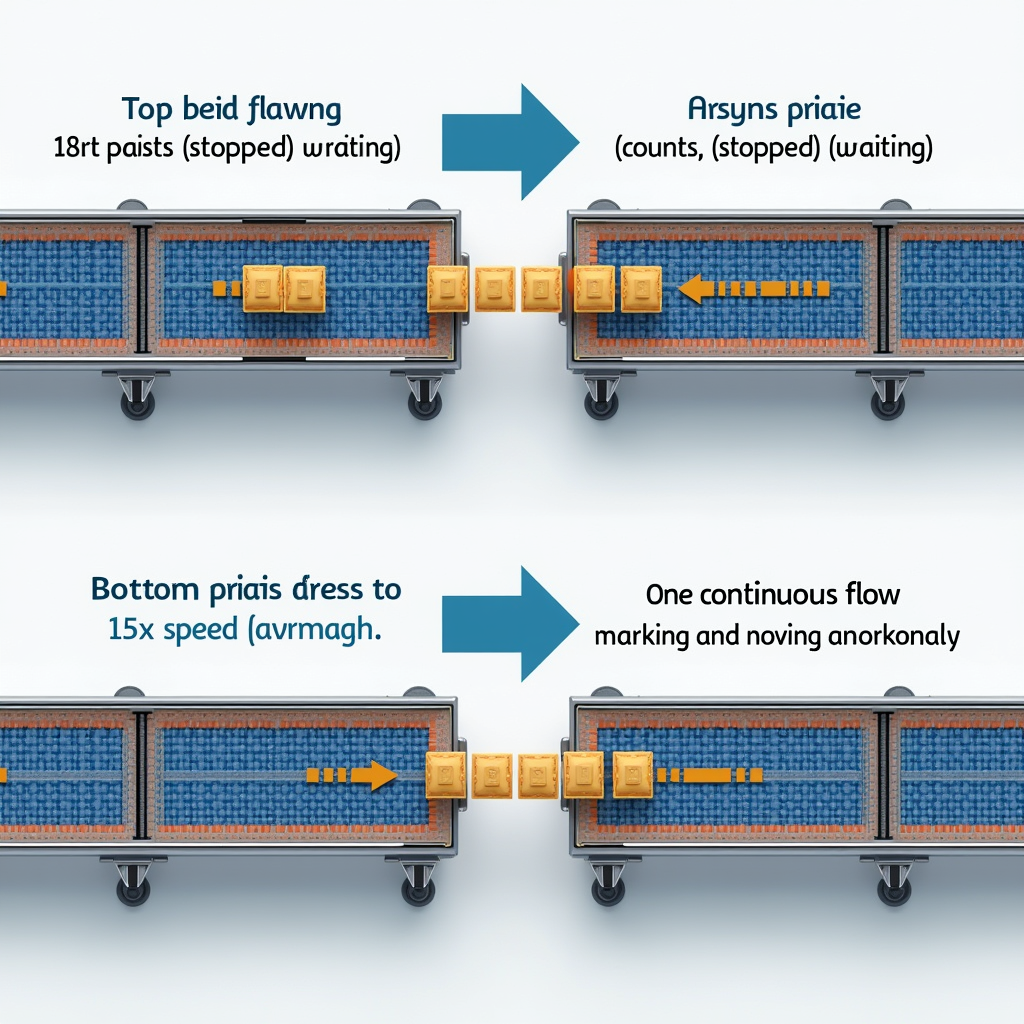 Top beid flawng
18rt paists (stopped) wrating)
Arsyns priaie
(counts, (stopped) (waiting)
Bottom priais dress to
15x speed (avrmagh.
One continuous flow
marking and noving anorkonaly